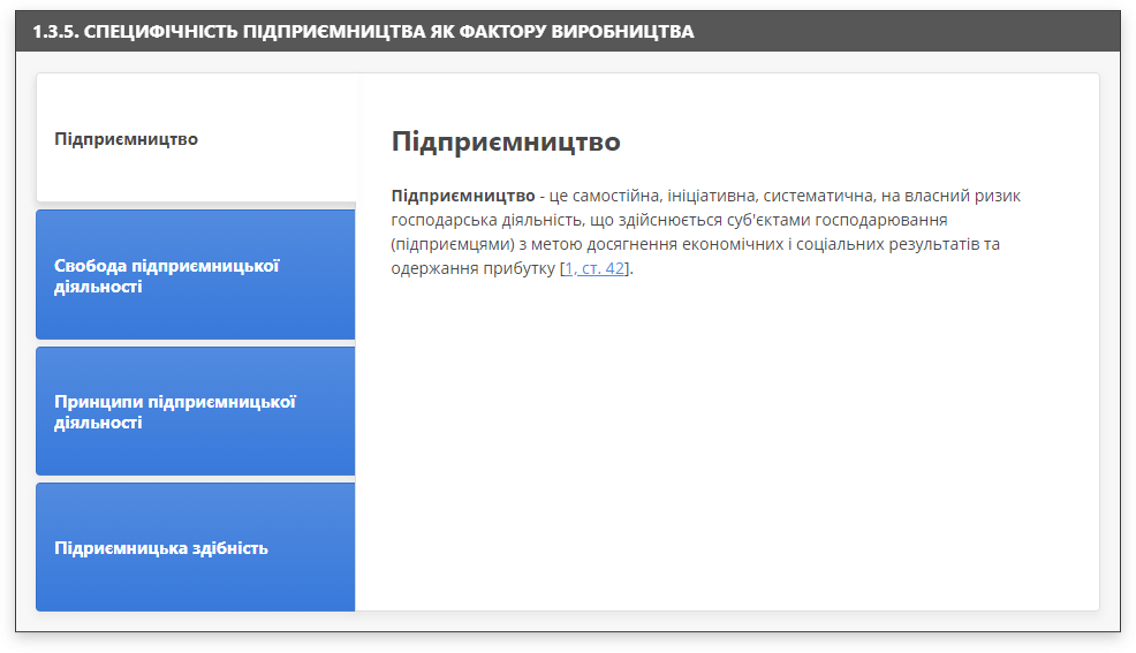 1.3.5. СПЕЦИФІЧНІСТЬ ПІДПРИЄМНИЦТВА ЯК ФАКТОРУ ВИРОБНИЦТВА
Підприємництво
Свобода підприємницької
діяльності
Принципи підприємницької
діяльності
Підриємницька здібність
Підприємництво
Підприємництво - це самостійна, ініціативна, систематична, на власний ризик
господарська діяльність, що здійснюється суб'єктами господарювання
(підприємцями) з метою досягнення економічних і соціальних результатів та
одержання прибутку [1, ст. 42].